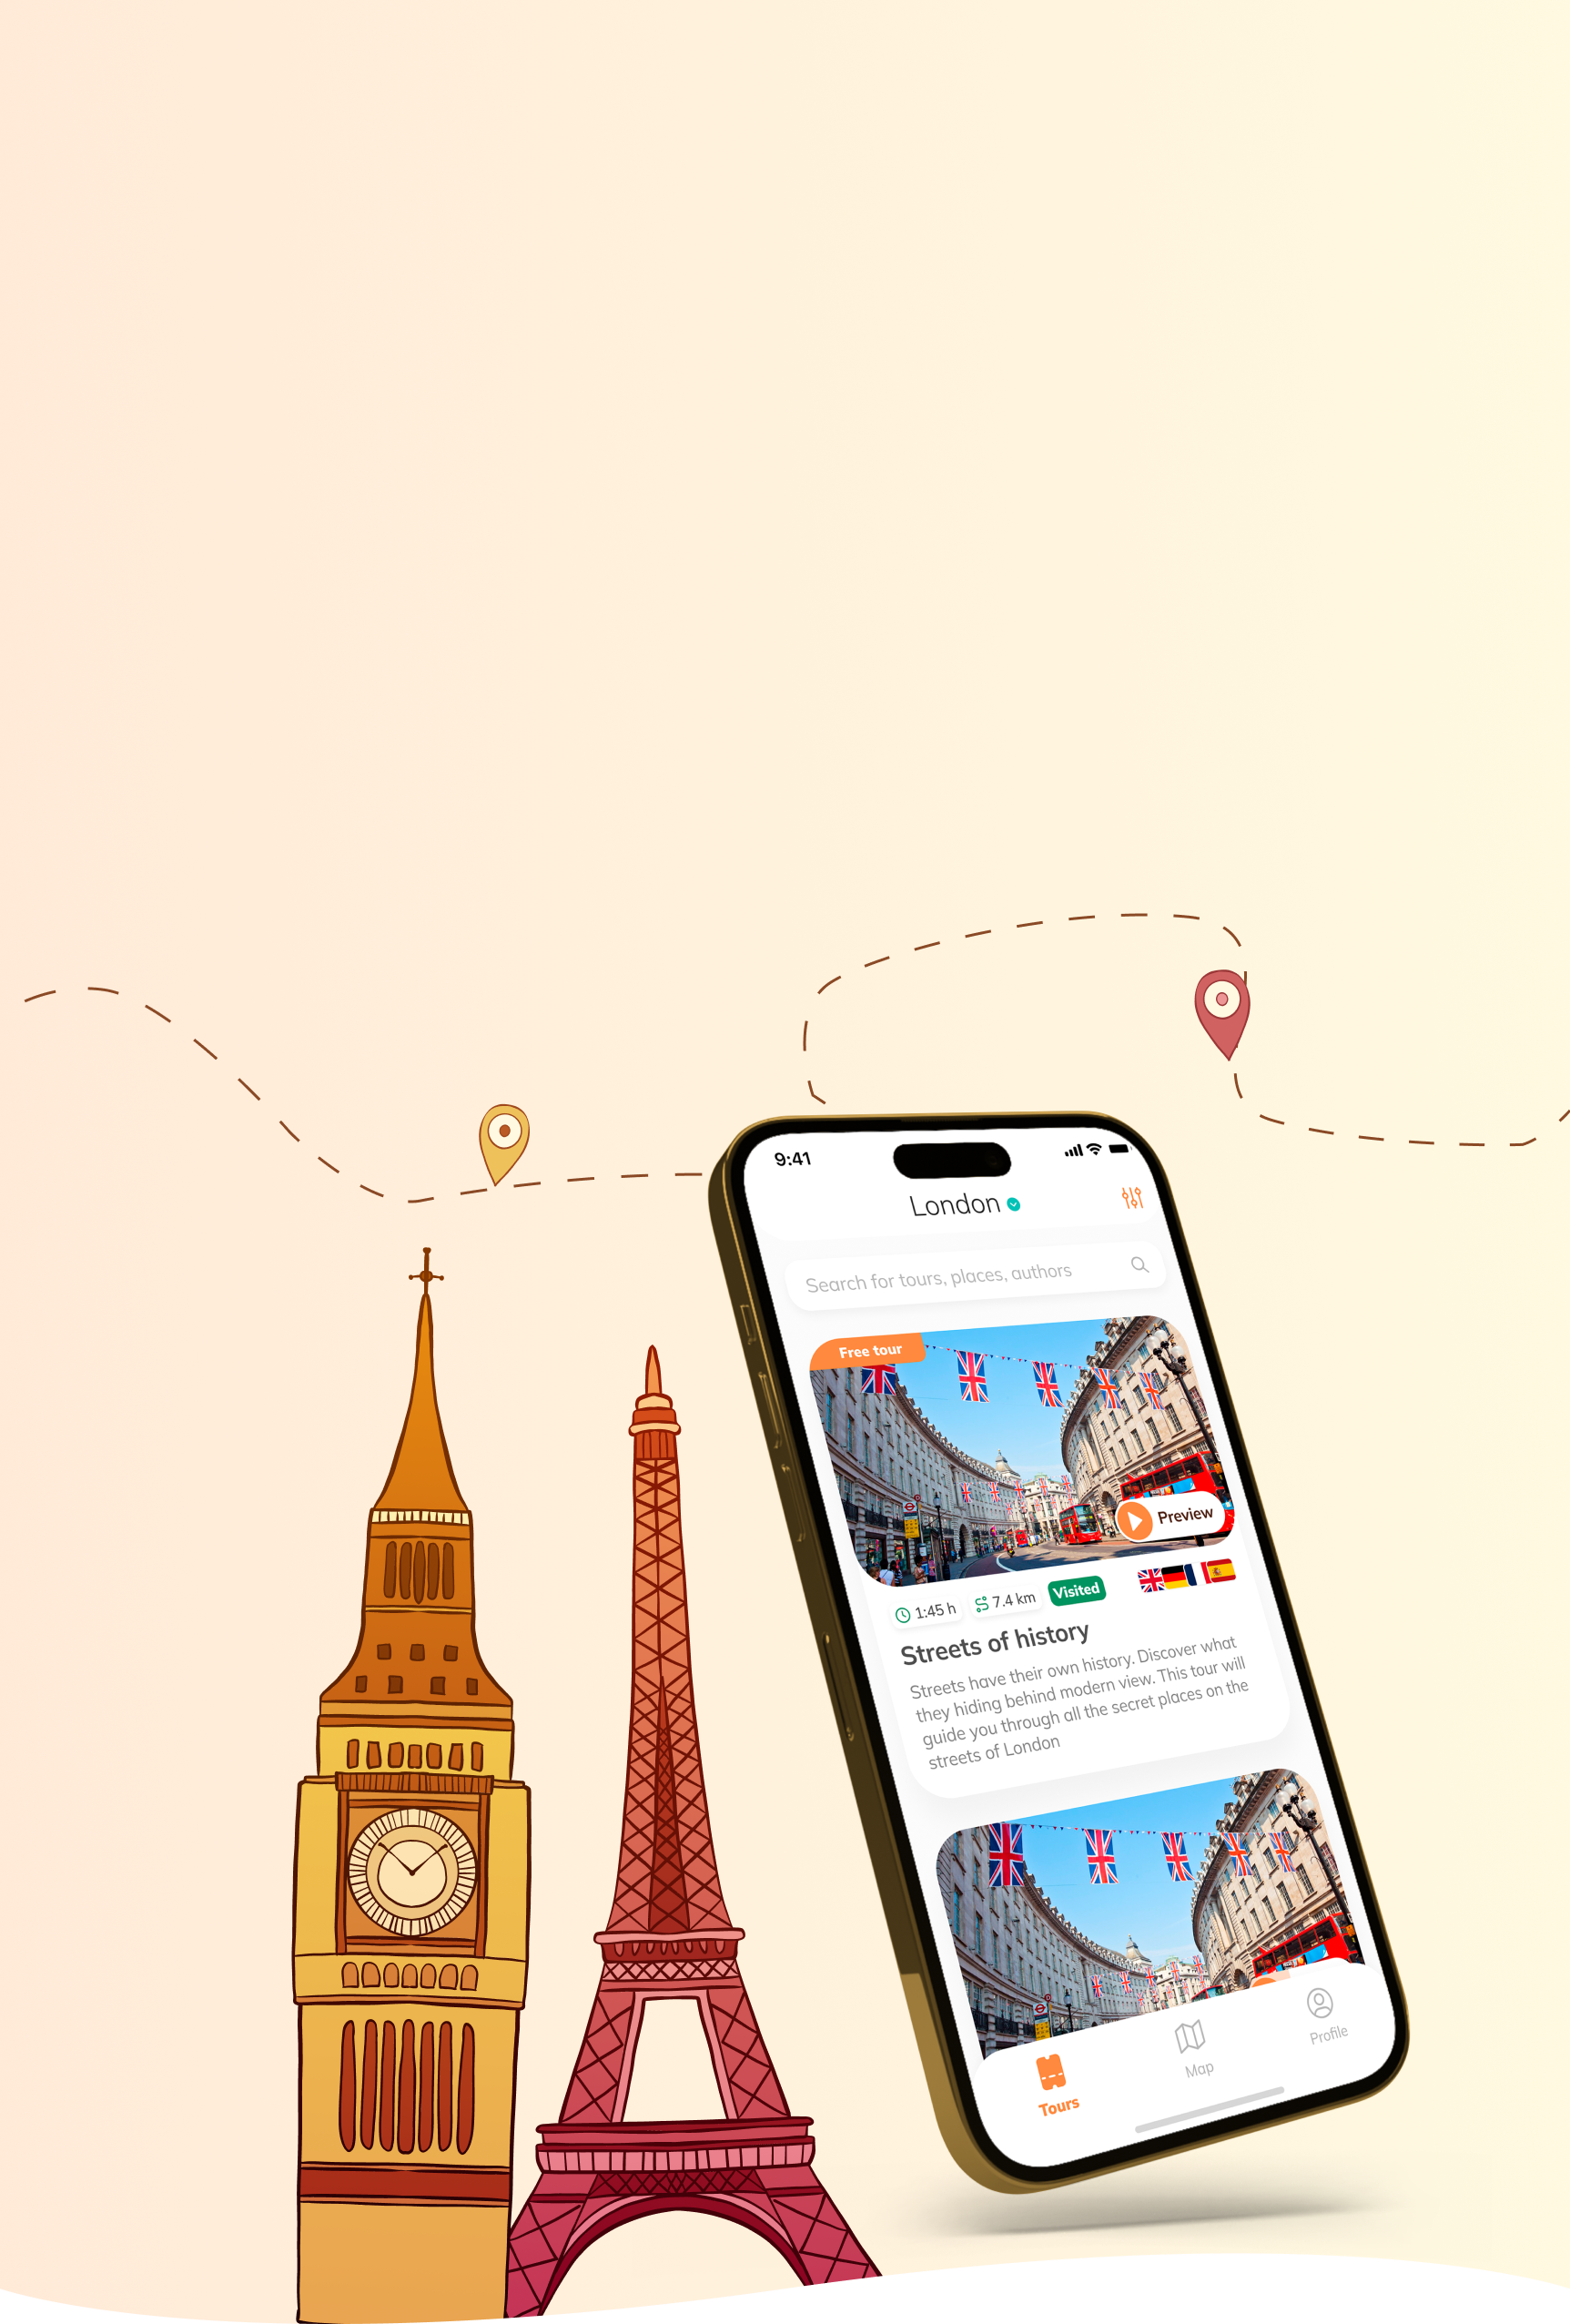 9:41
London
Search for tours, places, authors
Free tour
Preview
1:45 h
7.4 km
Visited
Streets of history
Streets have their own history. Discover what
they hiding behind modern view. This tour will
guide you through all the secret places on the
streets of London
Tours
Map
Profile